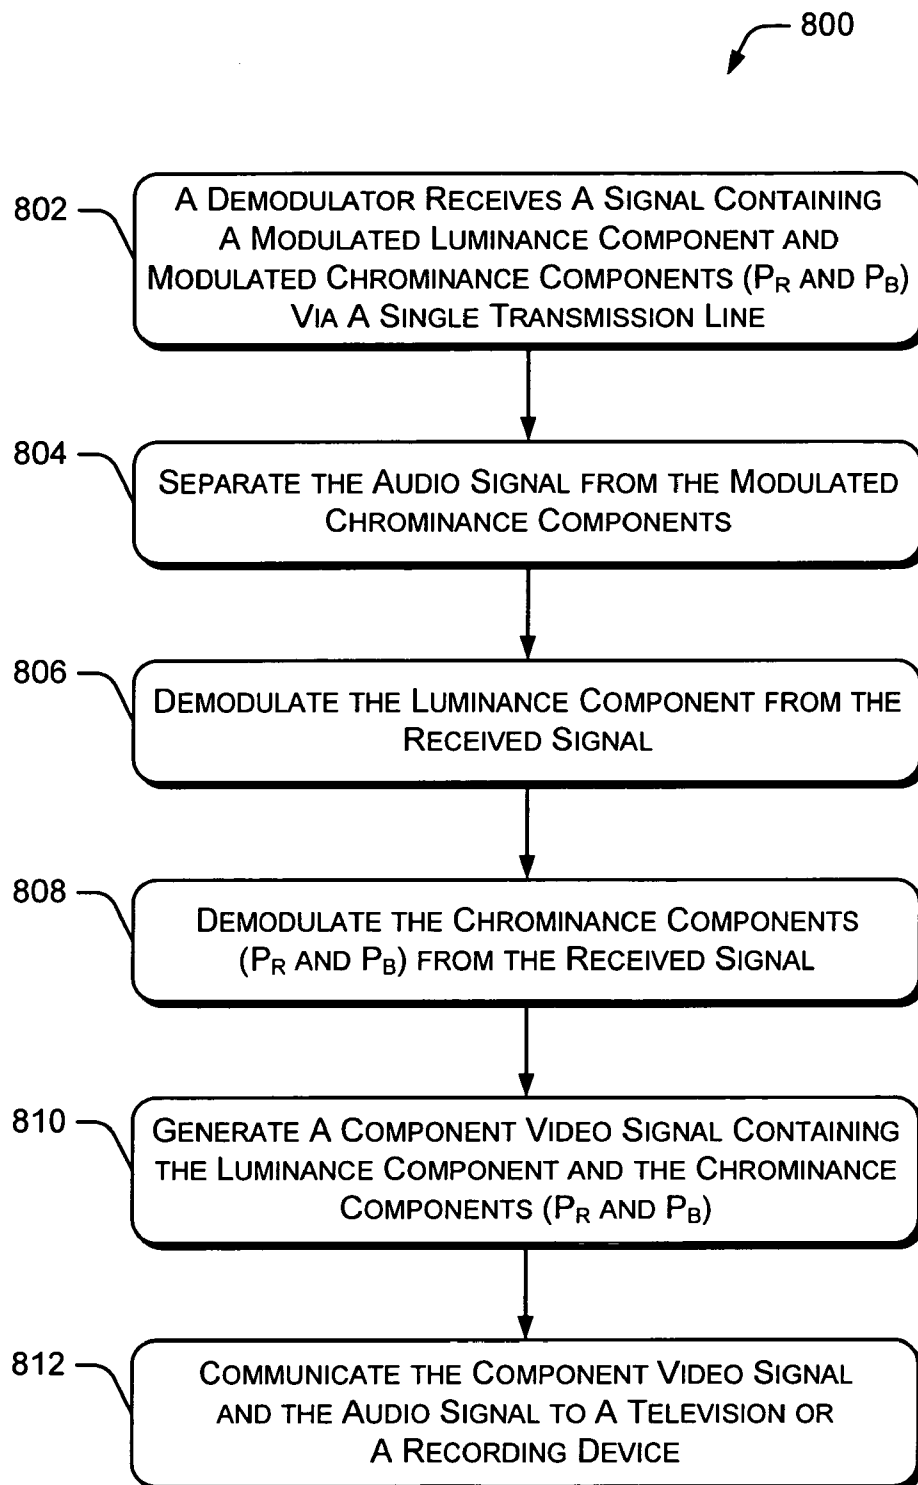 800
802
A DEMODULATOR RECEIVES A SIGNAL CONTAINING
A MODULATED LUMINANCE COMPONENT AND
MODULATED CHROMINANCE COMPONENTS (PR AND PB)
VIA A SINGLE TRANSMISSION LINE
804
SEPARATE THE AUDIO SIGNAL FROM THE MODULATED
CHROMINANCE COMPONENTS
806
DEMODULATE THE LUMINANCE COMPONENT FROM THE
RECEIVED SIGNAL
808
DEMODULATE THE CHROMINANCE COMPONENTS
(PR AND PB) FROM THE RECEIVED SIGNAL
810
GENERATE A COMPONENT VIDEO SIGNAL CONTAINING
THE LUMINANCE COMPONENT AND THE CHROMINANCE
COMPONENTS (PR AND PB)
812
COMMUNICATE THE COMPONENT VIDEO SIGNAL
AND THE AUDIO SIGNAL TO A TELEVISION OR
A RECORDING DEVICE